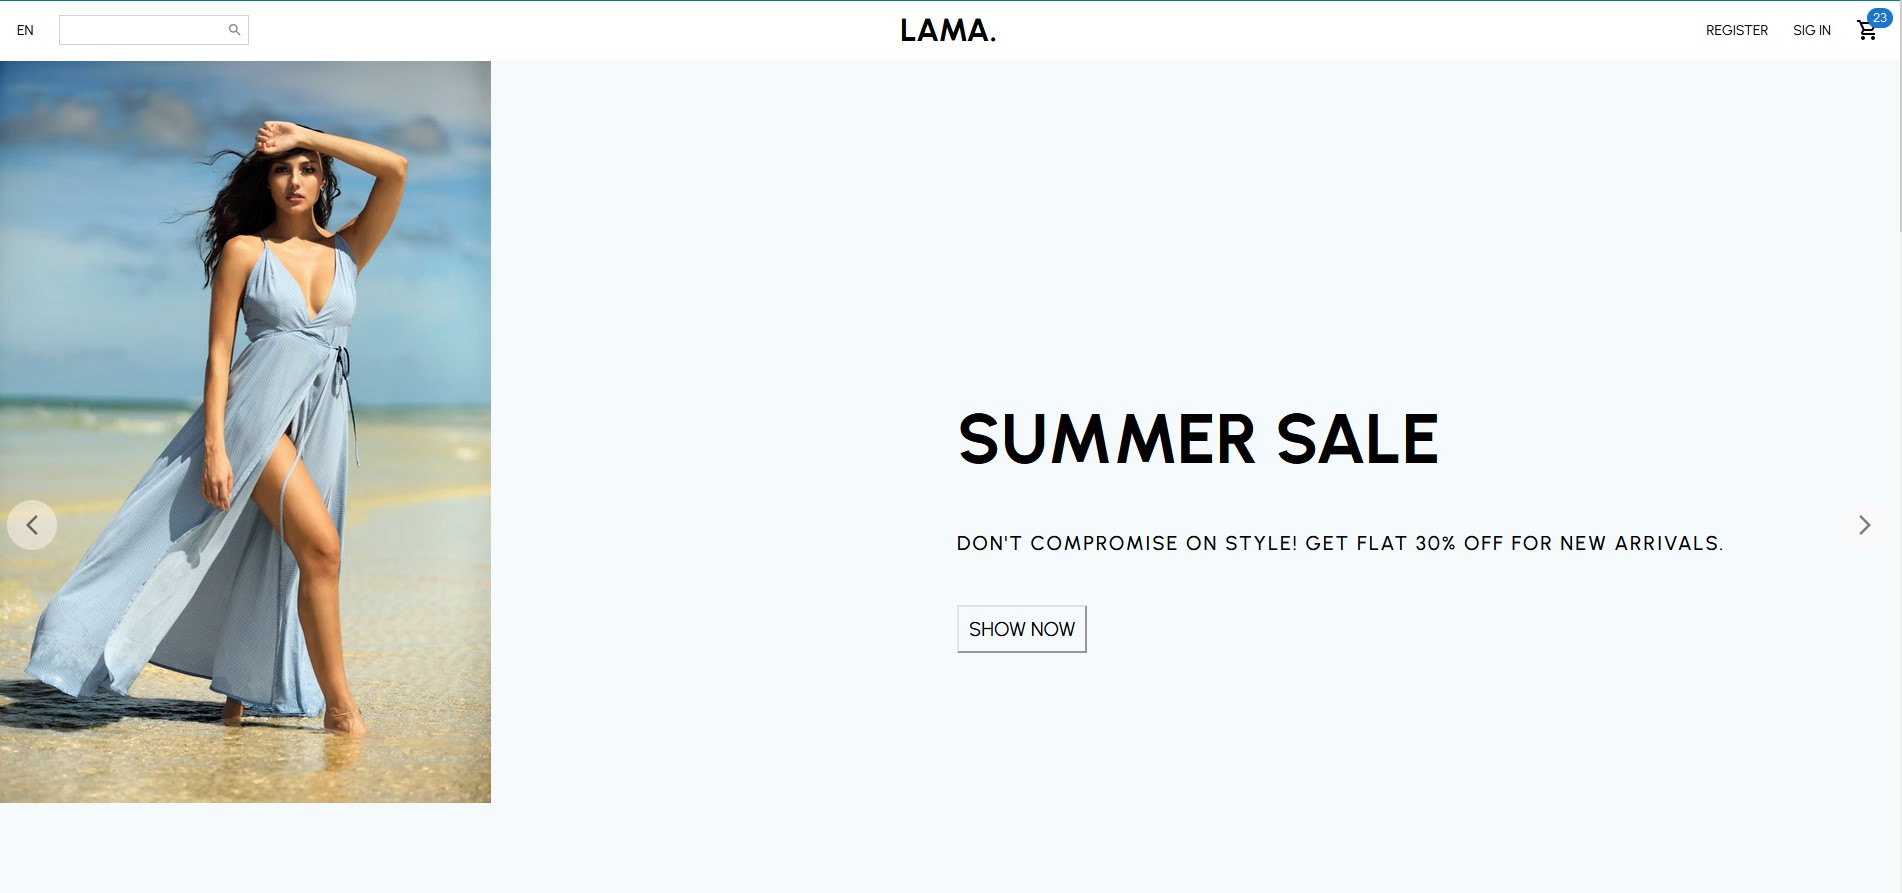 EN
LAMA.
REGISTER
SIG IN
23
SUMMER SALE
DON'T COMPROMISE ON STYLE! GET FLAT 30% OFF FOR NEW ARRIVALS.
SHOW NOW